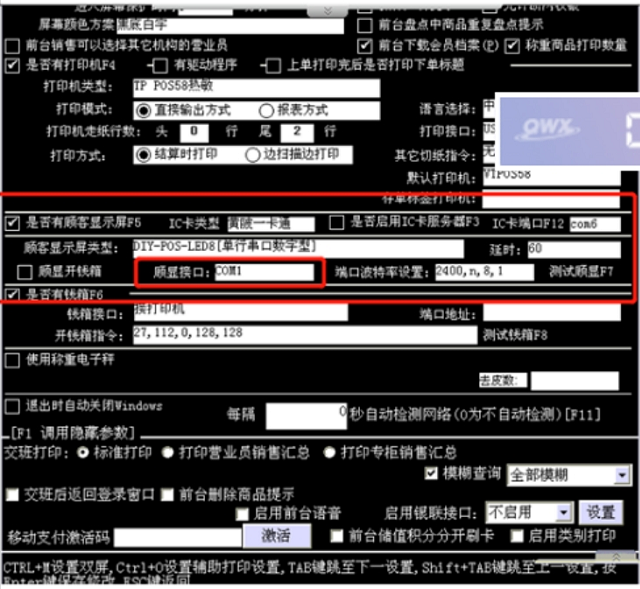 屏幕颜色方案 黑底白字
前台盘点中商品重复盘点提示
前台销售可以选择其它机构的营业员
前台下载会员档案(P) 称重商品打印数量
是否有打印机F4 有驱动程序 上单打印完后是否打印下单标题
打印机类型: TP POS58热敏
打印模式: 直接输出方式 报表方式 语言选择: 中
打印机走纸行数: 头 0 行 尾 2 行 打印接口: US
打印方式: 结算时打印 边扫描边打印 其它切纸指令: 无
QWX
默认打印机: VIPOS58
存单标签打印机:
是否有顾客显示屏F5 IC卡类型 黄陂一卡通 是否启用IC卡服务器F3 IC卡端口F12 com6
顾客显示屏类型: DIY-POS-LED8[单行串口数字型] 延时: 60
顾显开钱箱 顾显接口: COM1 端口波特率设置: 2400,n,8,1 测试顾显F7
是否有钱箱F6
钱箱接口: 接打印机 端口地址:
开钱箱指令: 27,112,0,128,128 测试钱箱F8
使用称重电子秤
去皮数:
退出时自动关闭Windows
每隔 0 秒自动检测网络(0为不自动检测)[F11]
[F1 调用隐藏参数]
交班打印: 标准打印 打印营业员销售汇总 打印专柜销售汇总
模糊查询 全部模糊
交班后返回登录窗口 前台删除商品提示
启用前台语音 启用银联接口: 不启用 设置
移动支付激活码 激活 前台储值积分分开刷卡 启用类别打印
CTRL+M设置双屏,Ctrl+O设置辅助打印设置,TAB键跳至下一设置,Shift+TAB键跳至上一设置,按
Enter键保存修改,ESC键返回